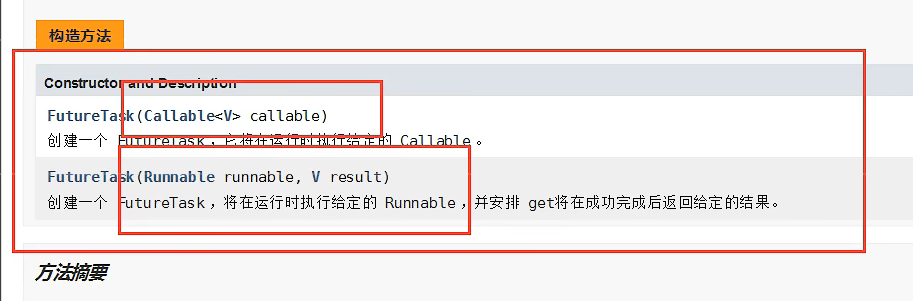 构造方法
Constructor and Description
FutureTask(Callable<V> callable)
创建一个 FutureTask，它将在运行时执行给定的 Callable 。
FutureTask(Runnable runnable, V result)
创建一个 FutureTask，将在运行时执行给定的 Runnable，并安排 get将在成功完成后返回给定的结果。
方法摘要